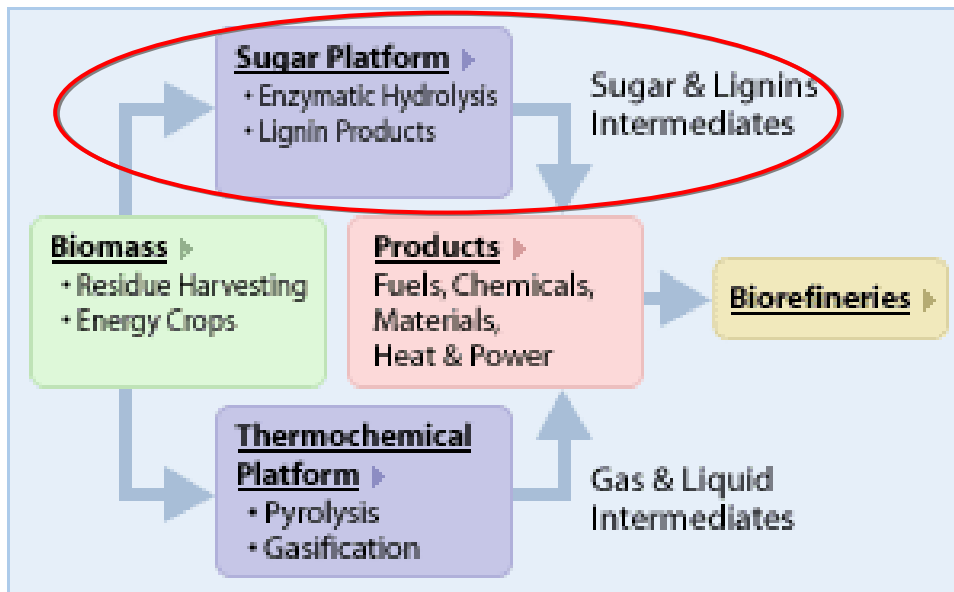 Sugar Platform
• Enzymatic Hydrolysis
• Lignin Products
Sugar & Lignins
Intermediates
Biomass
• Residue Harvesting
• Energy Crops
Products
Fuels, Chemicals,
Materials,
Heat & Power
Biorefineries
Thermochemical
Platform
• Pyrolysis
• Gasification
Gas & Liquid
Intermediates